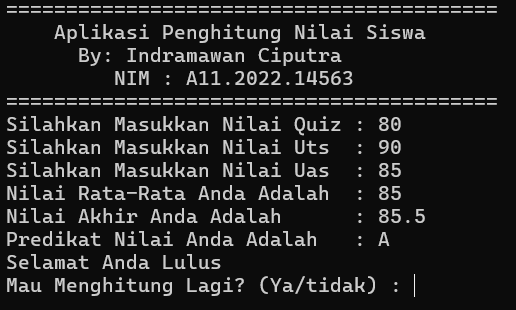 =========================================
Aplikasi Penghitung Nilai Siswa
By: Indramawan Ciputra
NIM : A11.2022.14563
=========================================
Silahkan Masukkan Nilai Quiz : 80
Silahkan Masukkan Nilai Uts  : 90
Silahkan Masukkan Nilai Uas  : 85
Nilai Rata-Rata Anda Adalah  : 85
Nilai Akhir Anda Adalah      : 85.5
Predikat Nilai Anda Adalah   : A
Selamat Anda Lulus
Mau Menghitung Lagi? (Ya/tidak) :